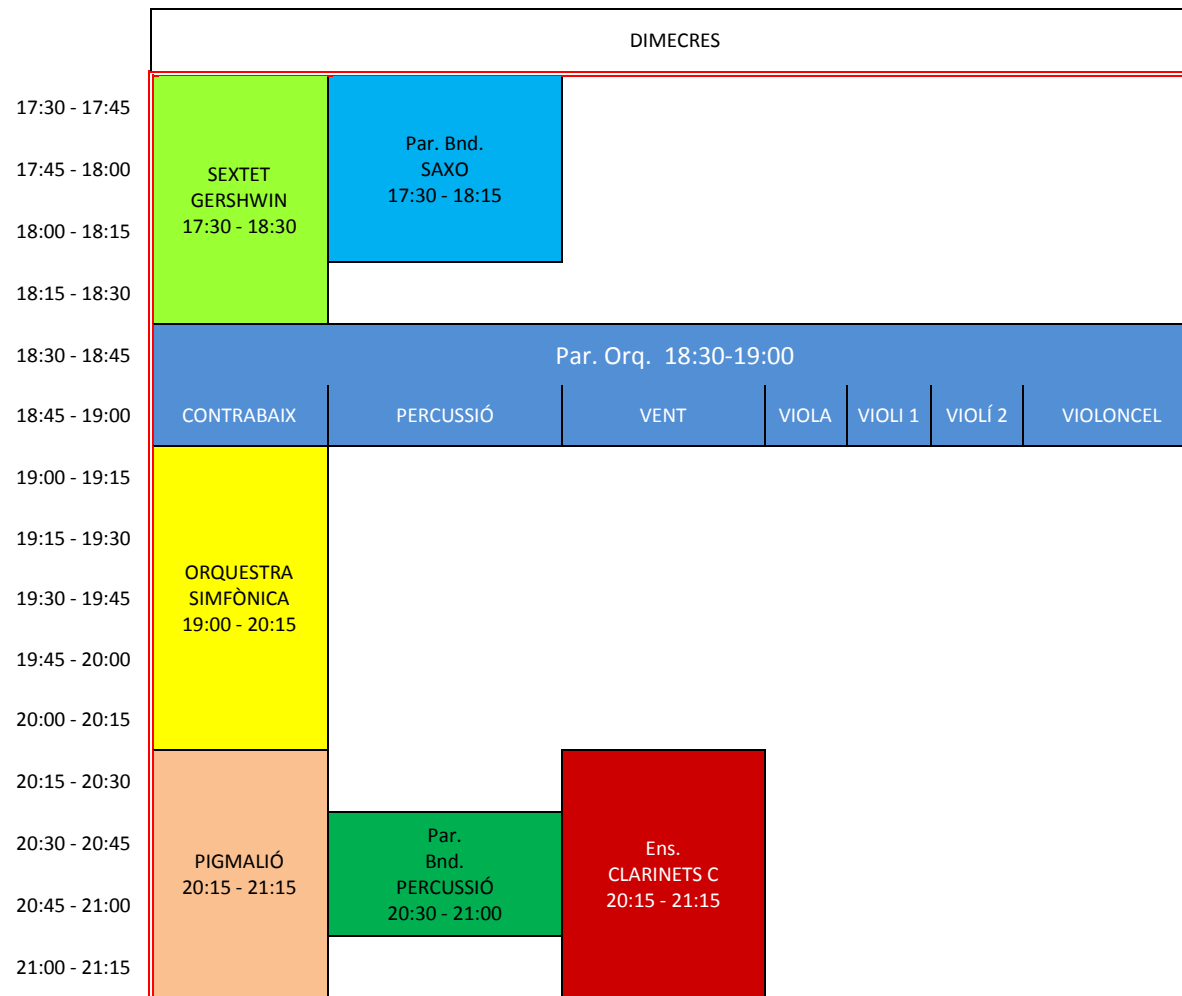 DIMECRES
17:30 - 17:45
17:45 - 18:00
18:00 - 18:15
18:15 - 18:30
SEXTET
GERSHWIN
17:30 - 18:30
Par. Bnd.
SAXO
17:30 - 18:15
18:30 - 18:45
Par. Orq. 18:30-19:00
18:45 - 19:00
CONTRABAIX
PERCUSSIÓ
VENT
VIOLA
VIOLI 1
VIOLÍ 2
VIOLONCEL
19:00 - 19:15
19:15 - 19:30
19:30 - 19:45
19:45 - 20:00
20:00 - 20:15
ORQUESTRA
SIMFÒNICA
19:00 - 20:15
20:15 - 20:30
20:30 - 20:45
20:45 - 21:00
21:00 - 21:15
PIGMALIÓ
20:15 - 21:15
Par.
Bnd.
PERCUSSIÓ
20:30 - 21:00
Ens.
CLARINETS C
20:15 - 21:15